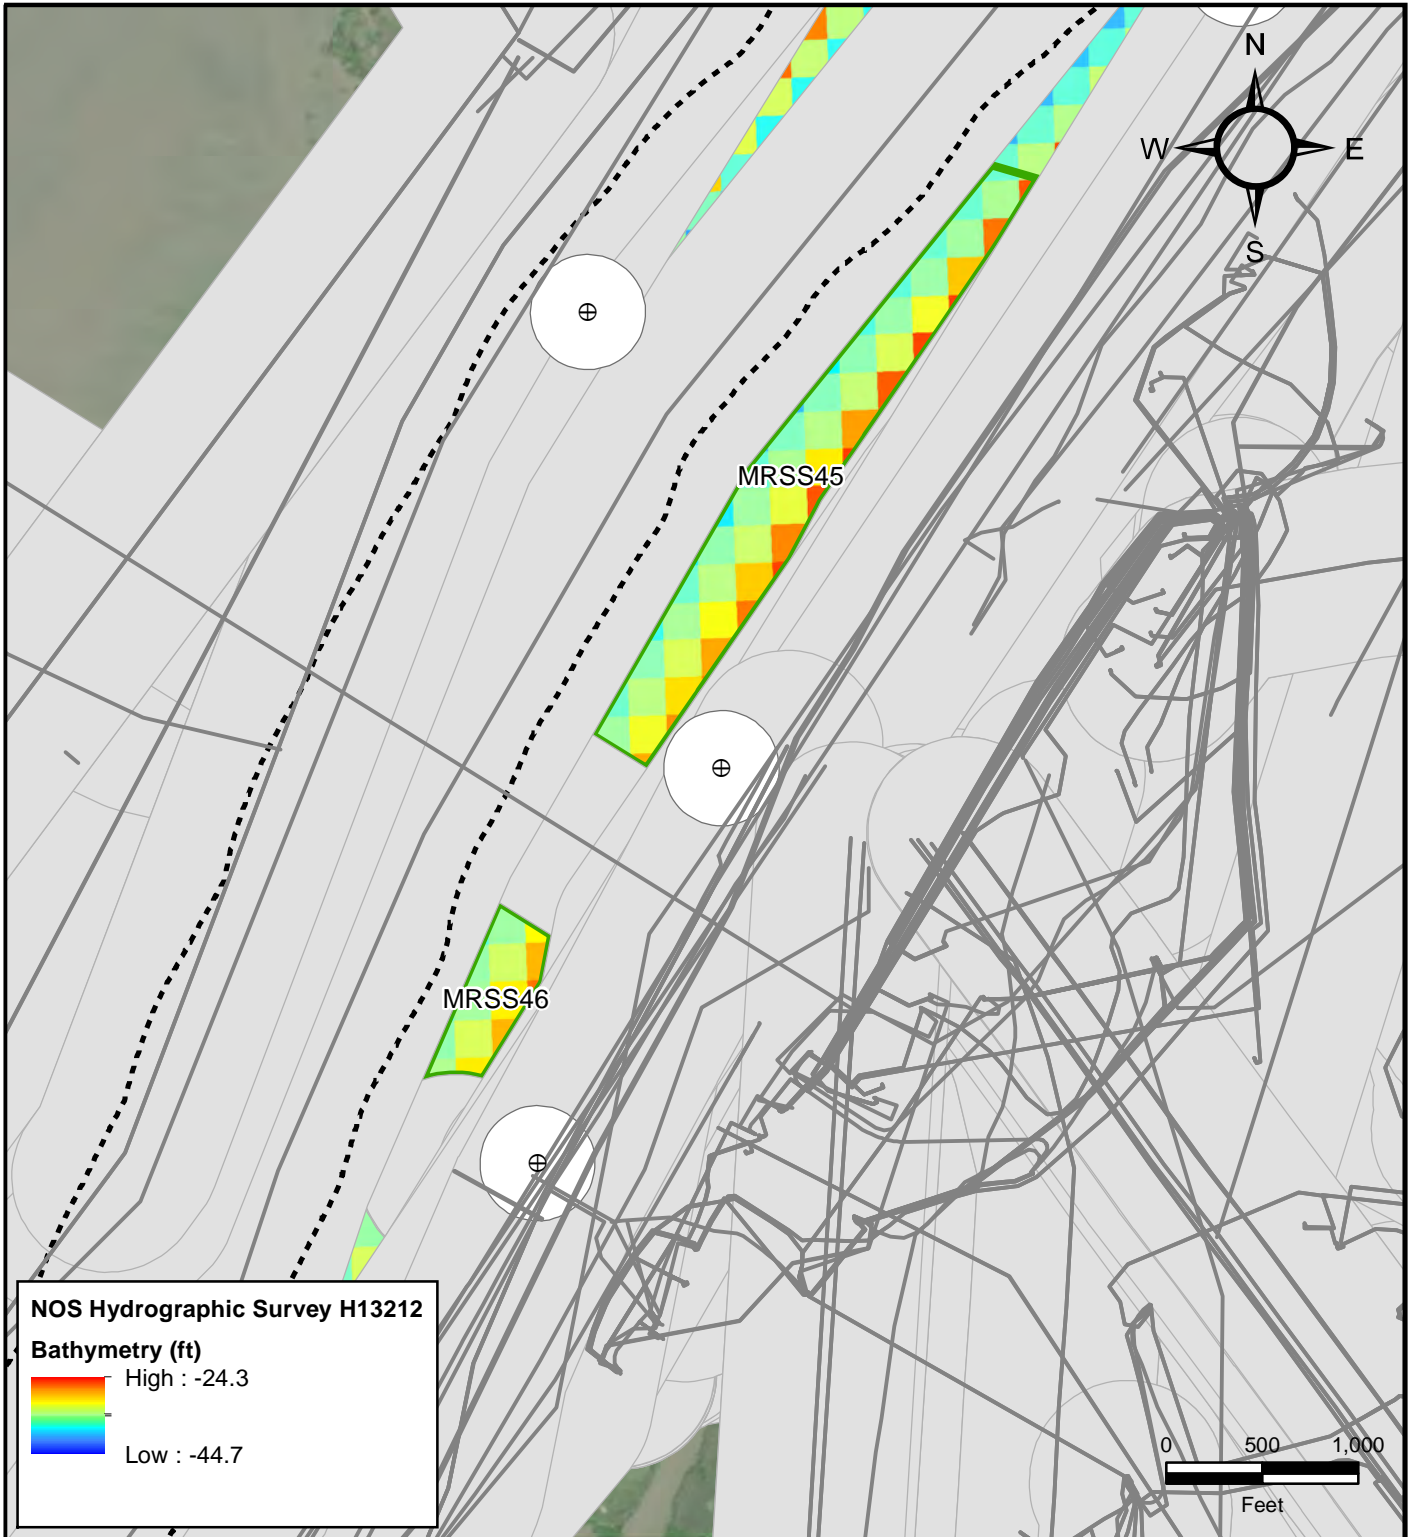 N
W E
S
MRSS45
MRSS46
NOS Hydrographic Survey H13212
Bathymetry (ft)
High : -24.3
Low : -44.7
0 500 1,000
Feet